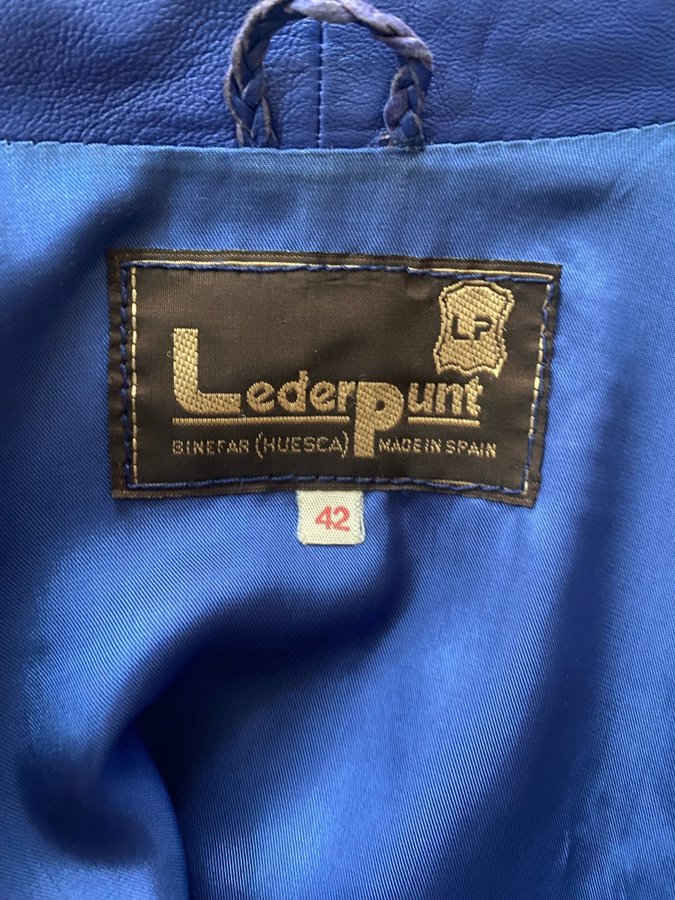 LP
LederPunt
BINEFAR (HUESCA) MADE IN SPAIN
42